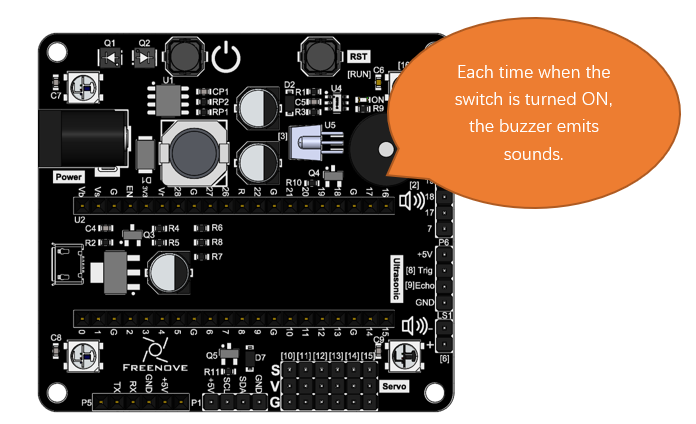 Each time when the
switch is turned ON,
the buzzer emits
sounds.
Q1 Q2
RST
[RUN]
C6
C7
U1
CP1
RP2
RP1
D2
R1
C5
R3
U4
ON
R9
[3]
U5
Power
D1
Q4
R10
[2]
Vb Vs G EN 3V3 Vr 28 G 27 26 R 22 G 21 20 19 18 G 17 16
18
17
7
U2
C4
R2
Q3
R4
R5
R6
R8
R7
P6
+5V
[8] Trig
[9]Echo
GND
Ultrasonic
LS1
-
+
[6]
0 1 G 2 3 4 5 G 6 7 8 9 G 10 11 12 13 G 14 15
C8
C9
FREENOVE
Q5
D7
R11
[10] [11] [12] [13] [14] [15]
S
V
G
Servo
TX RX GND +5V
P5
P1
+5V SCL SDA GND